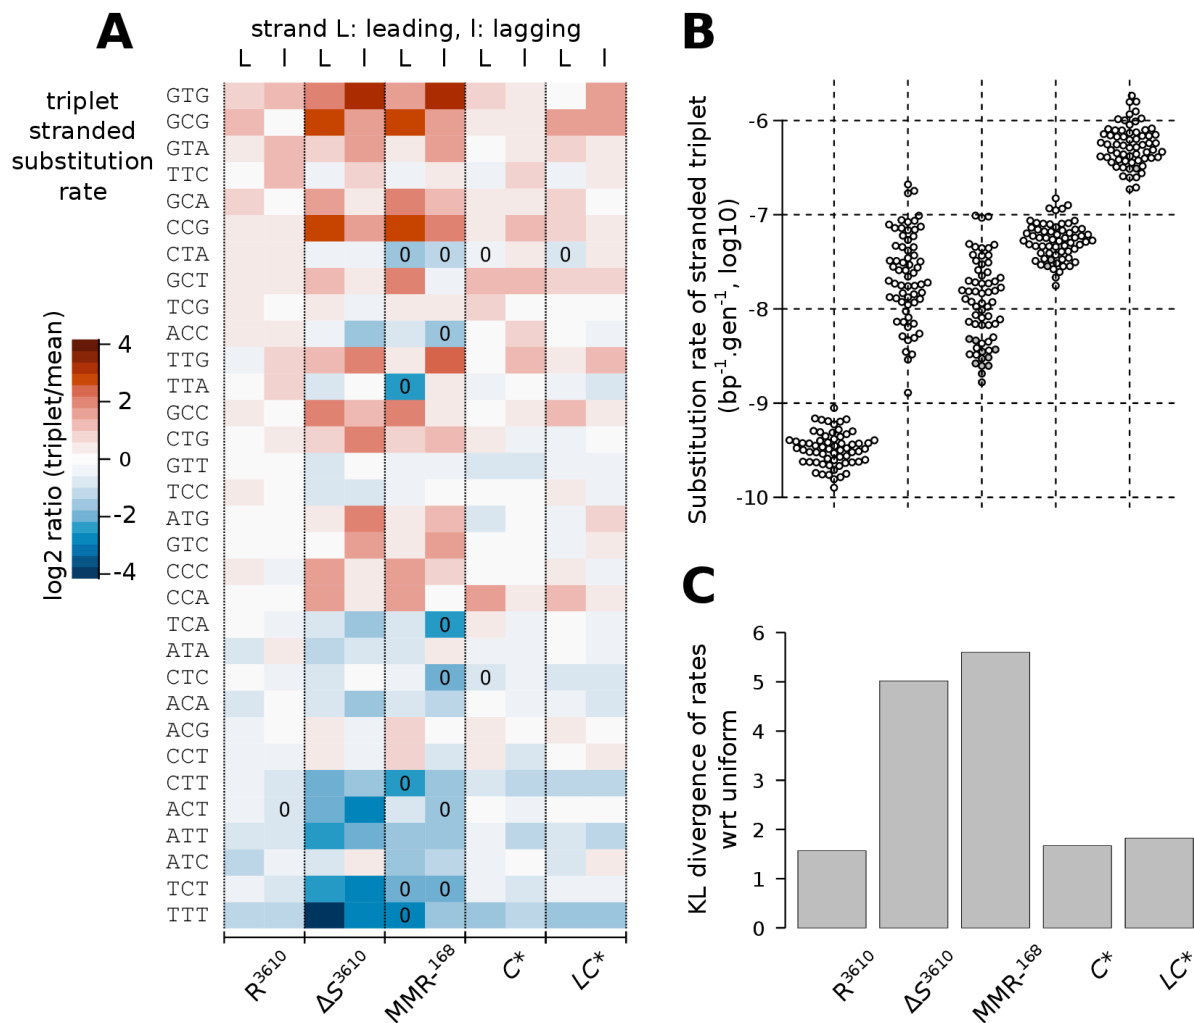 A
strand L: leading, l: lagging
L l L l L l L l L l
triplet
stranded
substitution
rate
GTG
GCG
GTA
TTC
GCA
CCG
CTA 0 0 0 0
GCT
TCG
ACC 0
TTG
TTA 0
GCC
CTG
GTT
TCC
ATG
GTC
CCC
CCA
TCA 0
ATA
CTC 0 0
ACA
ACG
CCT
CTT 0
ACT 0 0
ATT
ATC
TCT 0 0
TTT 0
log2 ratio (triplet/mean)
4
2
0
-2
-4
R³⁶¹⁰
ΔS³⁶¹⁰
MMR-¹⁶⁸
C*
LC*
B
Substitution rate of stranded triplet
(bp⁻¹.gen⁻¹, log10)
-6
-7
-8
-9
-10
C
KL divergence of rates
wrt uniform
6
5
4
3
2
1
0
R³⁶¹⁰
ΔS³⁶¹⁰
MMR-¹⁶⁸
C*
LC*